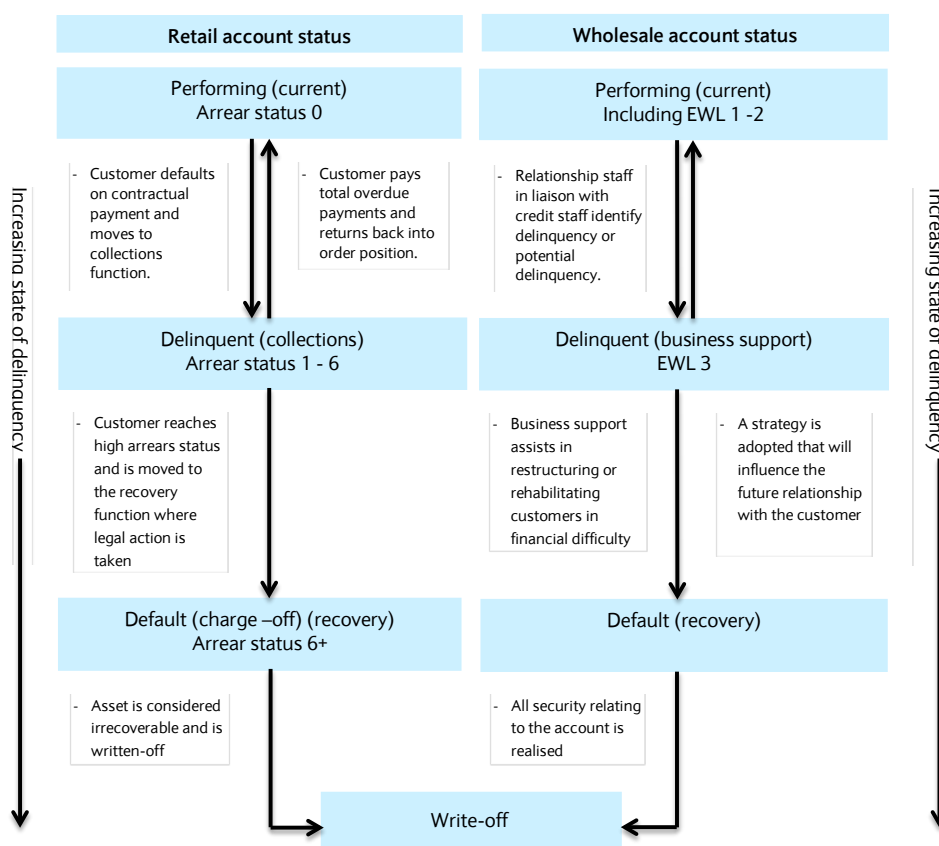 Retail account status
Wholesale account status
Performing (current)
Arrear status 0
Performing (current)
Including EWL 1 -2
- Customer defaults
on contractual
payment and
moves to
collections
function.
- Customer pays
total overdue
payments and
returns back into
order position.
- Relationship staff
in liaison with
credit staff identify
delinquency or
potential
delinquency.
Increasing state of delinquency
Increasing state of delinquency
Delinquent (collections)
Arrear status 1 - 6
Delinquent (business support)
EWL 3
- Customer reaches
high arrears status
and is moved to
the recovery
function where
legal action is
taken
- Business support
assists in
restructuring or
rehabilitating
customers in
financial difficulty
- A strategy is
adopted that will
influence the
future relationship
with the customer
Default (charge –off) (recovery)
Arrear status 6+
Default (recovery)
- Asset is considered
irrecoverable and is
written-off
- All security relating
to the account is
realised
Write-off